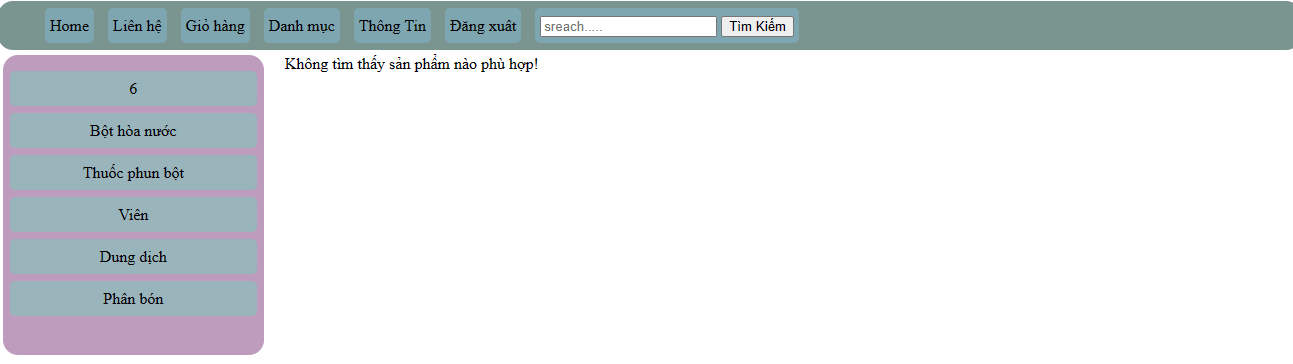 Home Liên hệ Giỏ hàng Danh mục Thông Tin Đăng xuât sreach..... Tìm Kiếm
Không tìm thấy sản phẩm nào phù hợp!
6
Bột hòa nước
Thuốc phun bột
Viên
Dung dịch
Phân bón